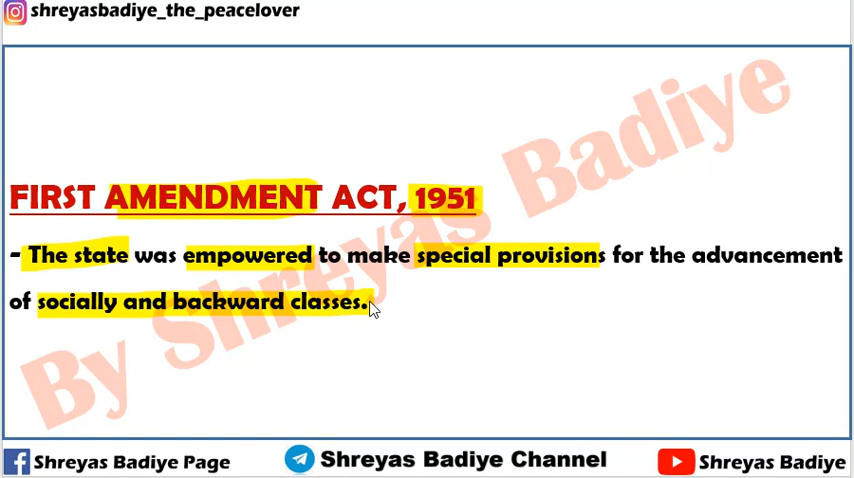 shreyasbadiye_the_peacelover
By Shreyas Badiye
FIRST AMENDMENT ACT, 1951
- The state was empowered to make special provisions for the advancement
of socially and backward classes.
Shreyas Badiye Page
Shreyas Badiye Channel
Shreyas Badiye